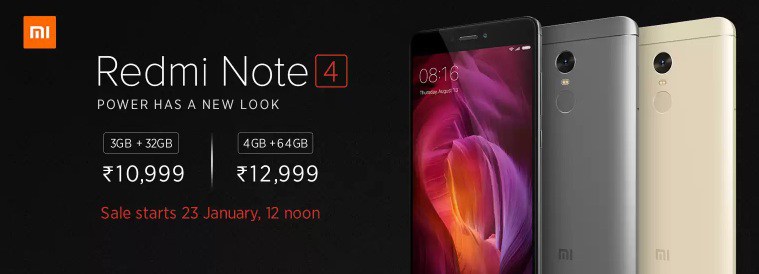 mi
Redmi Note 4
POWER HAS A NEW LOOK
3GB + 32GB
₹10,999
4GB + 64GB
₹12,999
Sale starts 23 January, 12 noon
08:16
mi
mi